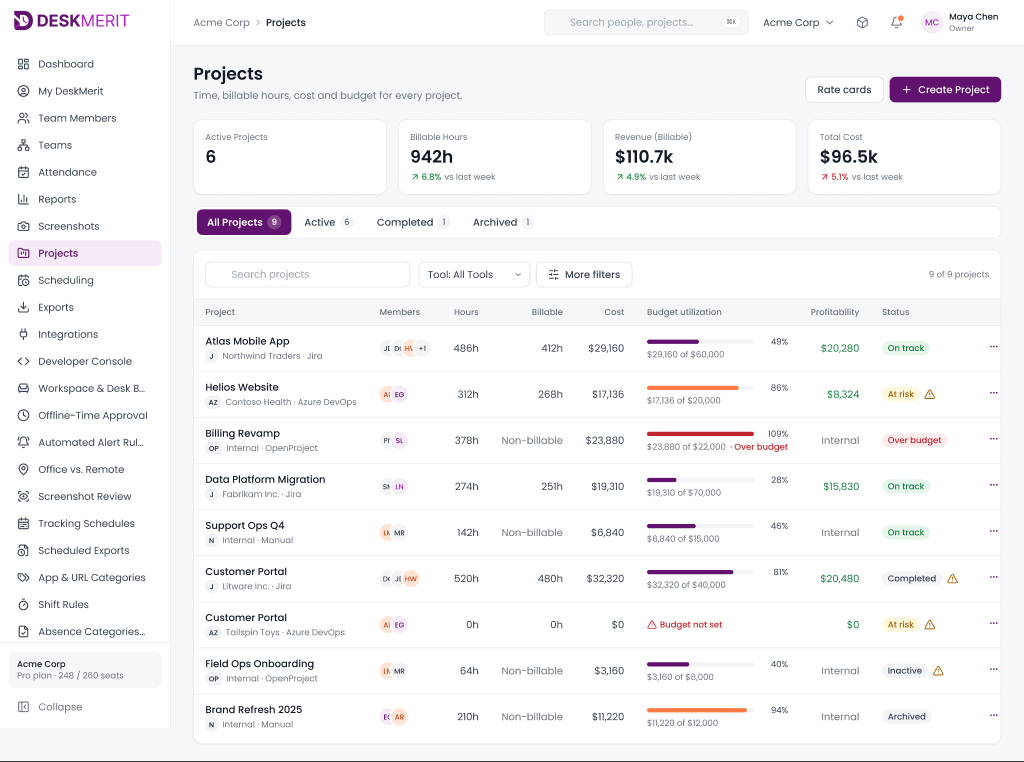 DESKMERIT
Acme Corp › Projects
Search people, projects... ⌘K
Acme Corp
MC
Maya Chen
Owner
Dashboard
My DeskMerit
Team Members
Teams
Attendance
Reports
Screenshots
Projects
Scheduling
Exports
Integrations
Developer Console
Workspace & Desk B...
Offline-Time Approval
Automated Alert Rul...
Office vs. Remote
Screenshot Review
Tracking Schedules
Scheduled Exports
App & URL Categories
Shift Rules
Absence Categories...
Acme Corp
Pro plan · 248 / 260 seats
Collapse
Projects
Time, billable hours, cost and budget for every project.
Rate cards
+ Create Project
Active Projects
6
Billable Hours
942h
↗ 6.8% vs last week
Revenue (Billable)
$110.7k
↗ 4.9% vs last week
Total Cost
$96.5k
↗ 5.1% vs last week
All Projects 9 Active 6 Completed 1 Archived 1
Search projects
Tool: All Tools
More filters
9 of 9 projects
Project Members Hours Billable Cost Budget utilization Profitability Status
Atlas Mobile App
J Northwind Traders · Jira
+1 486h 412h $29,160 49% $20,280 On track
$29,160 of $60,000
Helios Website
AZ Contoso Health · Azure DevOps
EG 312h 268h $17,136 86% $8,324 At risk
$17,136 of $20,000
Billing Revamp
OP Internal · OpenProject
SL 378h Non-billable $23,880 109% Internal Over budget
$23,880 of $22,000 · Over budget
Data Platform Migration
J Fabrikam Inc. · Jira
LN 274h 251h $19,310 28% $15,830 On track
$19,310 of $70,000
Support Ops Q4
N Internal · Manual
MR 142h Non-billable $6,840 46% Internal On track
$6,840 of $15,000
Customer Portal
J Litware Inc. · Jira
HW 520h 480h $32,320 81% $20,480 Completed
$32,320 of $40,000
Customer Portal
AZ Tailspin Toys · Azure DevOps
EG 0h 0h $0 Budget not set $0 At risk
Field Ops Onboarding
OP Internal · OpenProject
MR 64h Non-billable $3,160 40% Internal Inactive
$3,160 of $8,000
Brand Refresh 2025
N Internal · Manual
AR 210h Non-billable $11,220 94% Internal Archived
$11,220 of $12,000